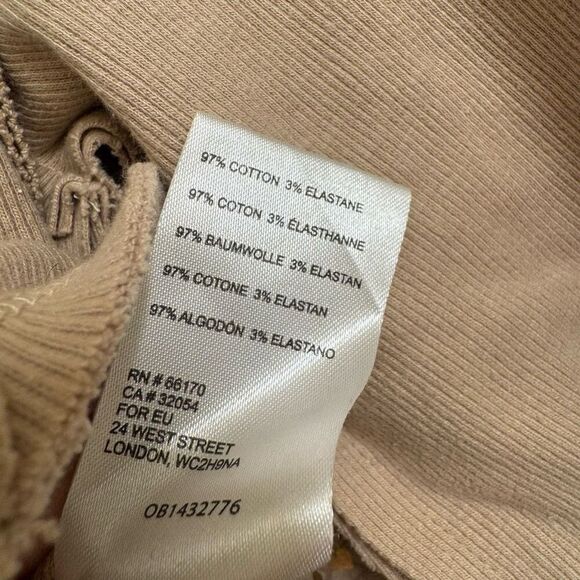 97% COTTON 3% ELASTANE
97% COTON 3% ÉLASTHANNE
97% BAUMWOLLE 3% ELASTAN
97% COTONE 3% ELASTAN
97% ALGODÓN 3% ELASTANO
RN # 66170
CA # 32054
FOR EU
24 WEST STREET
LONDON, WC2H9NA
OB1432776